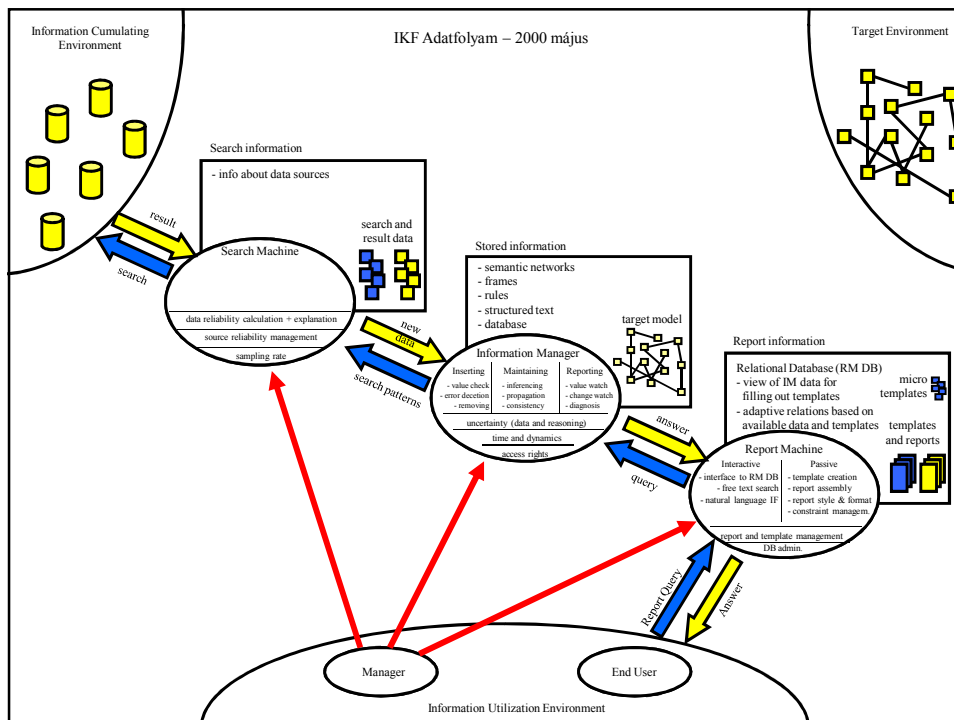 Information Cumulating
Environment
IKF Adatfolyam – 2000 május
Target Environment
Search information
- info about data sources
search and
result data
result
search
Search Machine
data reliability calculation + explanation
source reliability management
sampling rate
new
data
search patterns
Stored information
- semantic networks
- frames
- rules
- structured text
- database
target model
Information Manager
Inserting
- value check
- error decetion
- removing
Maintaining
- inferencing
- propagation
- consistency
Reporting
- value watch
- change watch
- diagnosis
uncertainty (data and reasoning)
time and dynamics
access rights
answer
query
Report information
Relational Database (RM DB)
- view of IM data for
filling out templates
- adaptive relations based on
available data and templates
micro
templates
templates
and reports
Report Machine
Interactive
- interface to RM DB
- free text search
- natural language IF
Passive
- template creation
- report assembly
- report style & format
- constraint managem.
report and template management
DB admin.
Report Query
Answer
Manager
End User
Information Utilization Environment